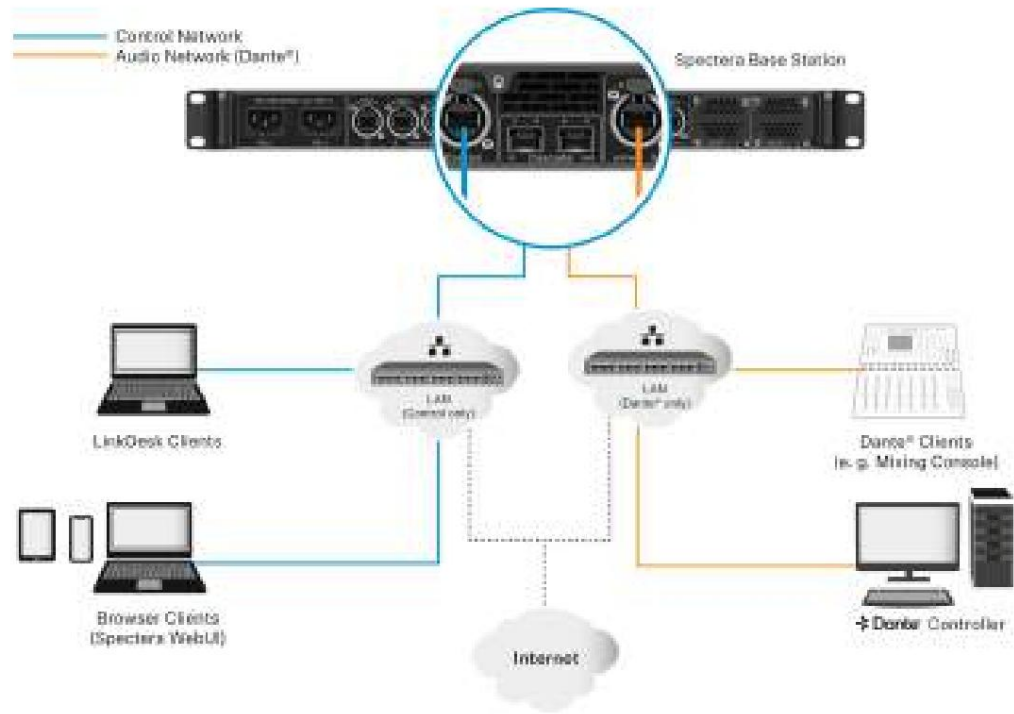 Control Network
Audio Network (Dante®)
Spectera Base Station
LAN
(Control only)
LAN
(Dante® only)
LinkDesk Clients
Dante® Clients
(e. g. Mixing Console)
Browser Clients
(Spectera WebUI)
Dante Controller
Internet